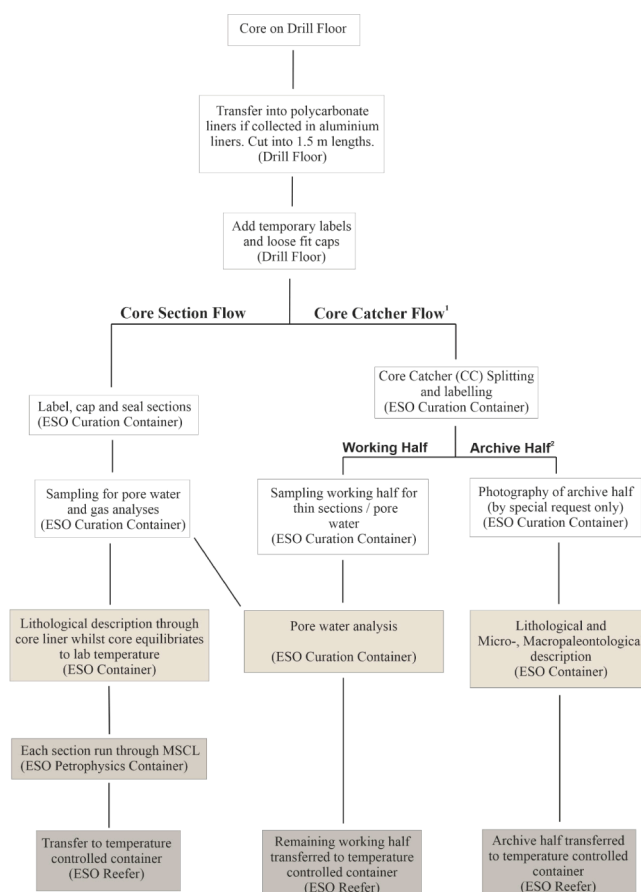 Core on Drill Floor
Transfer into polycarbonate
liners if collected in aluminium
liners. Cut into 1.5 m lengths.
(Drill Floor)
Add temporary labels
and loose fit caps
(Drill Floor)
Core Section Flow
Core Catcher Flow¹
Label, cap and seal sections
(ESO Curation Container)
Core Catcher (CC) Splitting
and labelling
(ESO Curation Container)
Working Half
Archive Half²
Sampling for pore water
and gas analyses
(ESO Curation Container)
Sampling working half for
thin sections / pore
water
(ESO Curation Container)
Photography of archive half
(by special request only)
(ESO Curation Container)
Lithological description through
core liner whilst core equilibriates
to lab temperature
(ESO Container)
Pore water analysis
(ESO Curation Container)
Lithological and
Micro-, Macropaleontologica
description
(ESO Container)
Each section run through MSCL
(ESO Petrophysics Container)
Transfer to temperature
controlled container
(ESO Reefer)
Remaining working half
transferred to temperature
controlled container
(ESO Reefer)
Archive half transferred
to temperature controlled
container
(ESO Reefer)